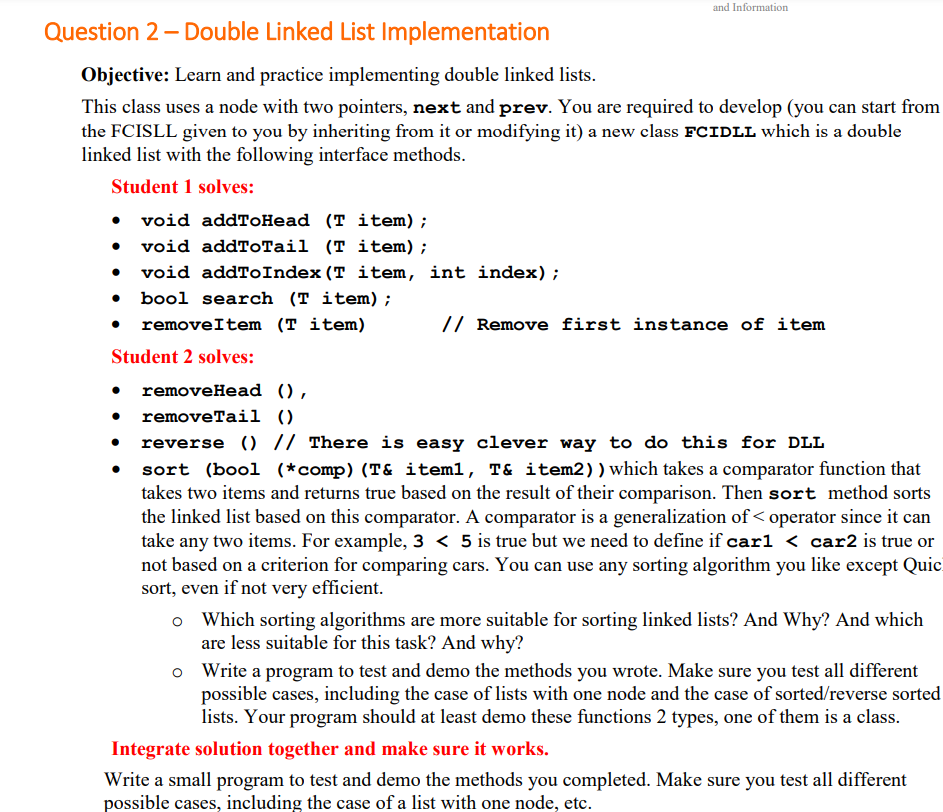 and Information
Question 2 – Double Linked List Implementation
Objective: Learn and practice implementing double linked lists.
This class uses a node with two pointers, next and prev. You are required to develop (you can start from
the FCISLL given to you by inheriting from it or modifying it) a new class FCIDLL which is a double
linked list with the following interface methods.
Student 1 solves:
• void addToHead (T item);
• void addToTail (T item);
• void addToIndex(T item, int index);
• bool search (T item);
• removeItem (T item) // Remove first instance of item
Student 2 solves:
• removeHead (),
• removeTail ()
• reverse () // There is easy clever way to do this for DLL
• sort (bool (*comp)(T& item1, T& item2)) which takes a comparator function that
takes two items and returns true based on the result of their comparison. Then sort method sorts
the linked list based on this comparator. A comparator is a generalization of < operator since it can
take any two items. For example, 3 < 5 is true but we need to define if car1 < car2 is true or
not based on a criterion for comparing cars. You can use any sorting algorithm you like except Quic
sort, even if not very efficient.
o Which sorting algorithms are more suitable for sorting linked lists? And Why? And which
are less suitable for this task? And why?
o Write a program to test and demo the methods you wrote. Make sure you test all different
possible cases, including the case of lists with one node and the case of sorted/reverse sorted
lists. Your program should at least demo these functions 2 types, one of them is a class.
Integrate solution together and make sure it works.
Write a small program to test and demo the methods you completed. Make sure you test all different
possible cases, including the case of a list with one node, etc.